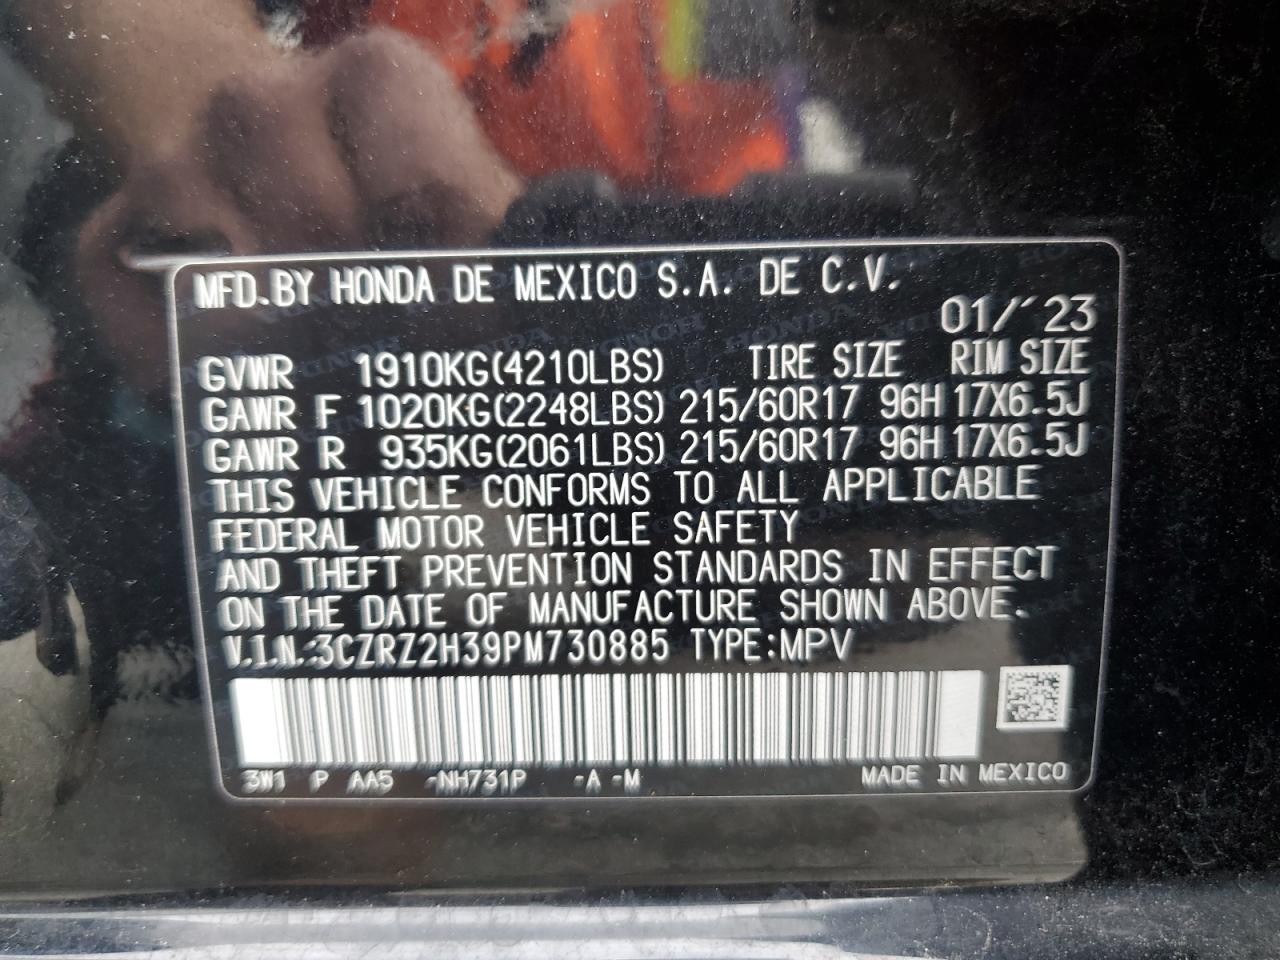 MFD.BY HONDA DE MEXICO S.A. DE C.V.
01/"23
GVWR 1910KG(4210LBS) TIRE SIZE RIM SIZE
GAWR F 1020KG(2248LBS) 215/60R17 96H 17X6.5J
GAWR R 935KG(2061LBS) 215/60R17 96H 17X6.5J
THIS VEHICLE CONFORMS TO ALL APPLICABLE
FEDERAL MOTOR VEHICLE SAFETY
AND THEFT PREVENTION STANDARDS IN EFFECT
ON THE DATE OF MANUFACTURE SHOWN ABOVE.
V.I.N.:3CZRZ2H39PM730885 TYPE:MPV
3W1 P AA5 -NH731P -A -M MADE IN MEXICO